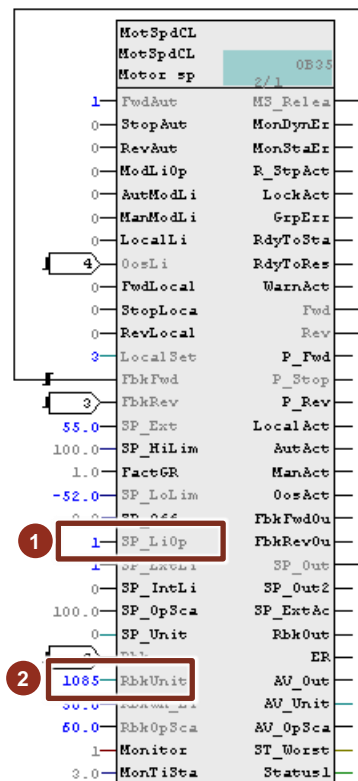 MotSpdCL
MotSpdCL
Motor sp OB35
2/1
1 FwdAut MS_Relea
0 StopAut MonDynEr
0 RevAut MonStaEr
0 ModLiOp R_StpAct
0 AutModLi LockAct
0 ManModLi GrpErr
0 LocalLi RdyToSta
4 OosLi RdyToRes
0 FwdLocal WarnAct
0 StopLoca Fwd
0 RevLocal Rev
3 LocalSet P_Fwd
FbkFwd P_Stop
3 FbkRev P_Rev
55.0 SP_Ext LocalAct
100.0 SP_HiLim AutAct
1.0 FactGR ManAct
-52.0 SP_LoLim OosAct
FbkFwdOu
1 1 SP_LiOp FbkRevOu
1 SP_ExtLi SP_Out
0 SP_IntLi SP_Out2
100.0 SP_OpSca SP_ExtAc
0 SP_Unit RbkOut
ER
2 1085 RbkUnit AV_Out
AV_Unit
60.0 RbkOpSca AV_OpSca
1 Monitor ST_Worst
3.0 MonTiSta Status1